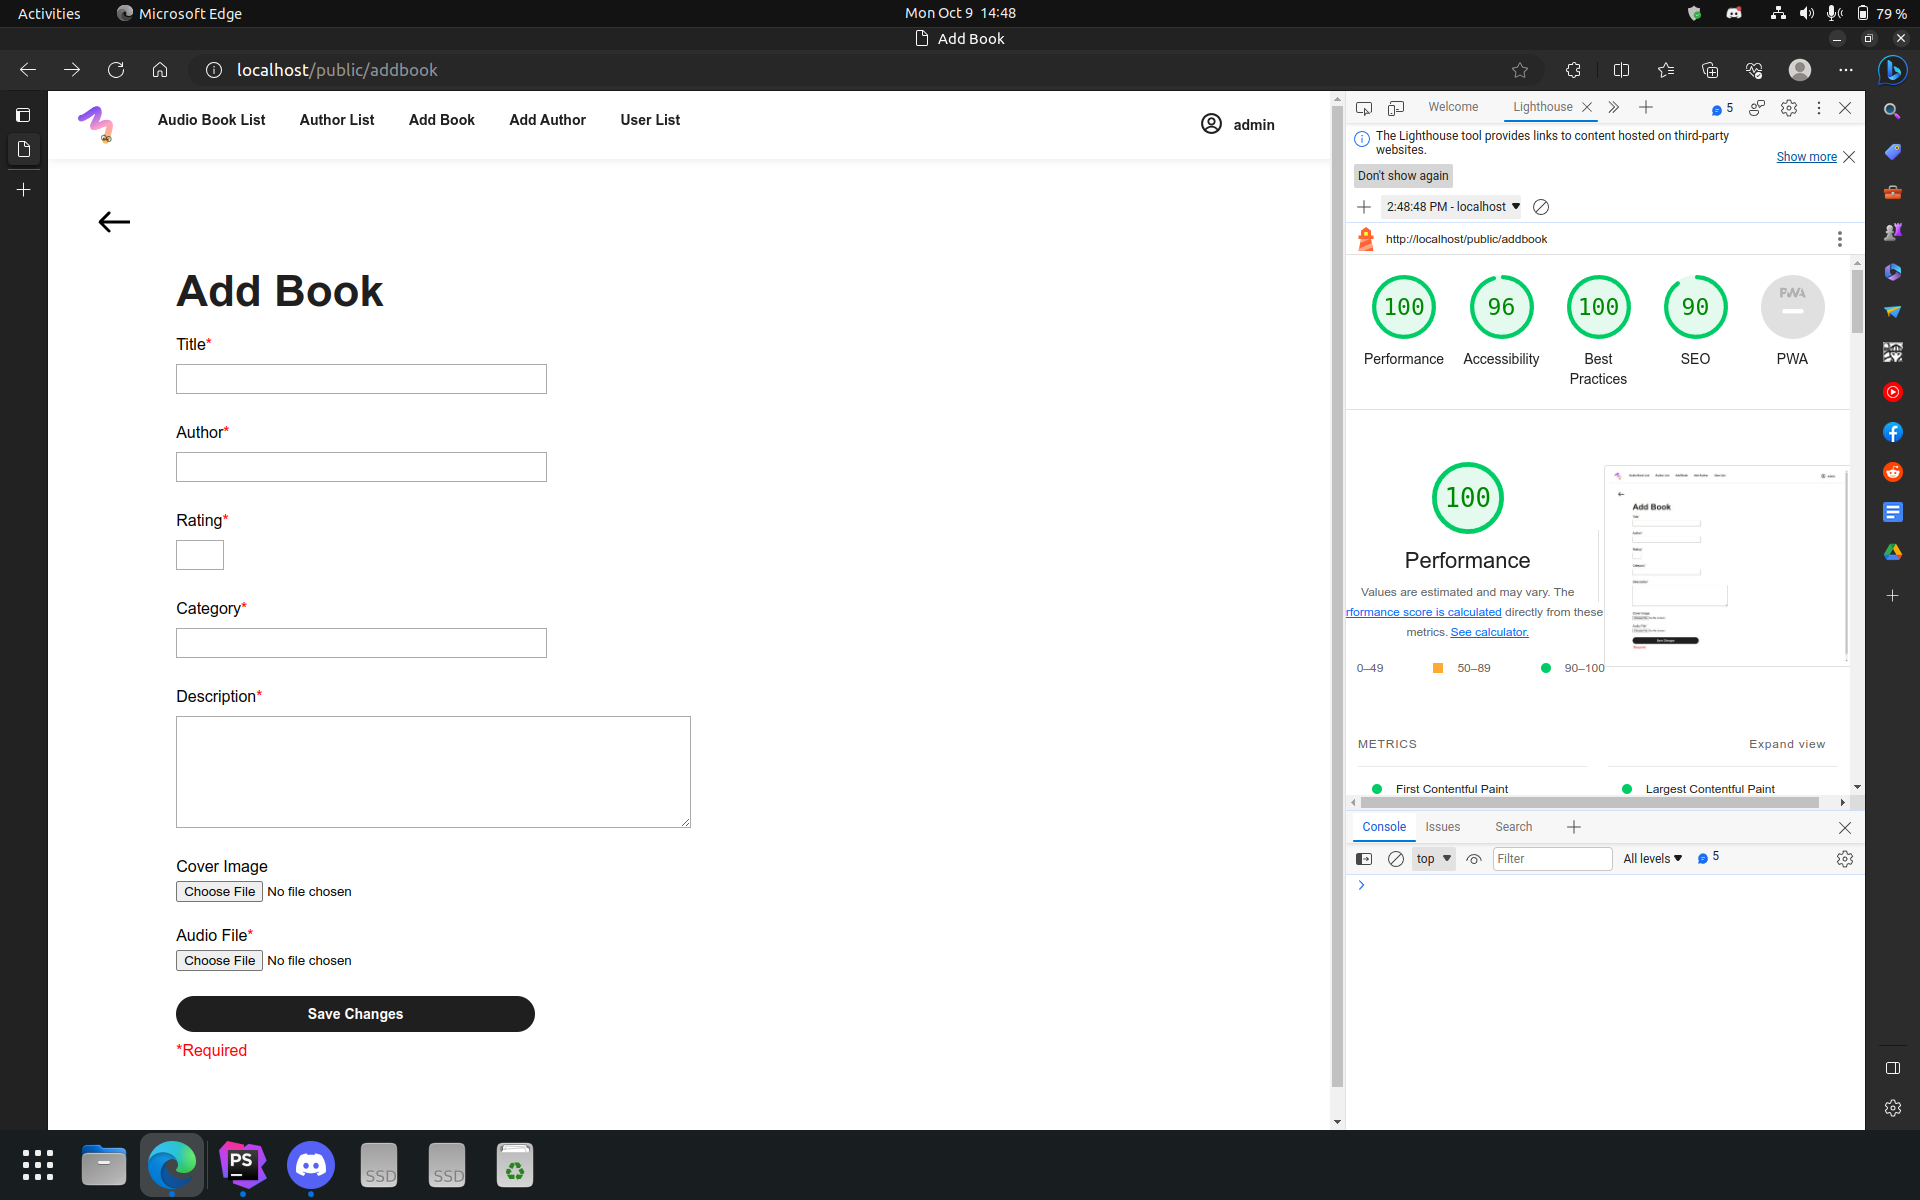 Activities Microsoft Edge Mon Oct 9 14:48 79 %
Add Book
localhost/public/addbook
Audio Book List Author List Add Book Add Author User List admin
Add Book
Title*
Author*
Rating*
Category*
Description*
Cover Image
Choose File No file chosen
Audio File*
Choose File No file chosen
Save Changes
*Required
Welcome Lighthouse 5
The Lighthouse tool provides links to content hosted on third-party
websites.
Show more
Don't show again
2:48:48 PM - localhost
http://localhost/public/addbook
100 96 100 90 PWA
Performance Accessibility Best Practices SEO PWA
100
Performance
Values are estimated and may vary. The
rformance score is calculated directly from these
metrics. See calculator.
0–49 50–89 90–100
Add Book
METRICS Expand view
First Contentful Paint Largest Contentful Paint
Console Issues Search
top Filter All levels 5
PS SSD SSD